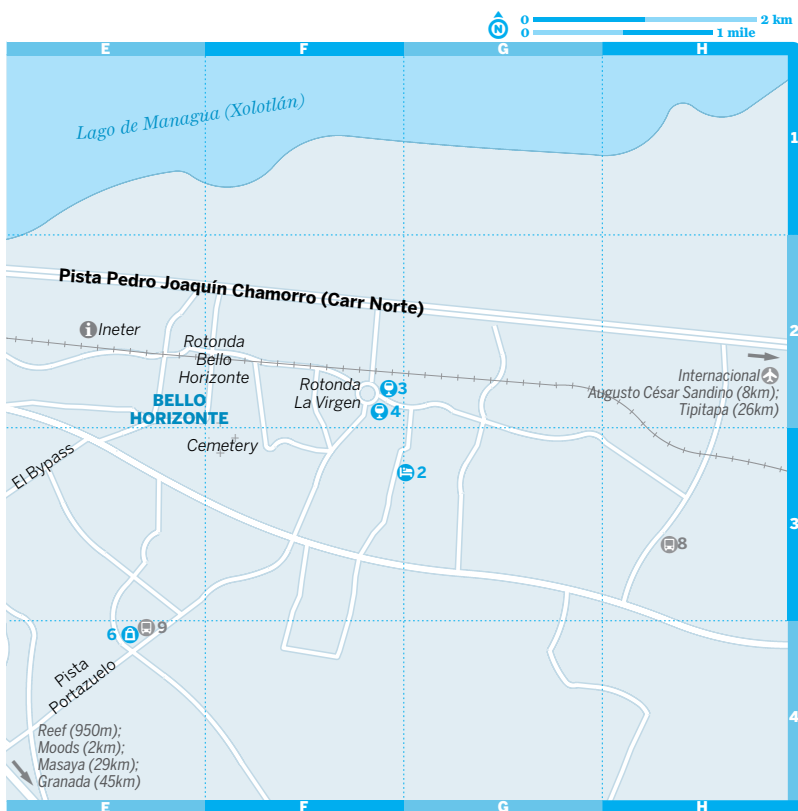 N
0
2 km
0
1 mile
E
F
G
H
Lago de Managua (Xolotlán)
1
Pista Pedro Joaquín Chamorro (Carr Norte)
2
Ineter
Rotonda
Bello
Horizonte
Rotonda
La Virgen
3
4
Internacional
Augusto César Sandino (8km);
Tipitapa (26km)
BELLO
HORIZONTE
Cemetery
El Bypass
2
3
8
6
9
Pista
Portazuelo
4
Reef (950m);
Moods (2km);
Masaya (29km);
Granada (45km)
E
F
G
H